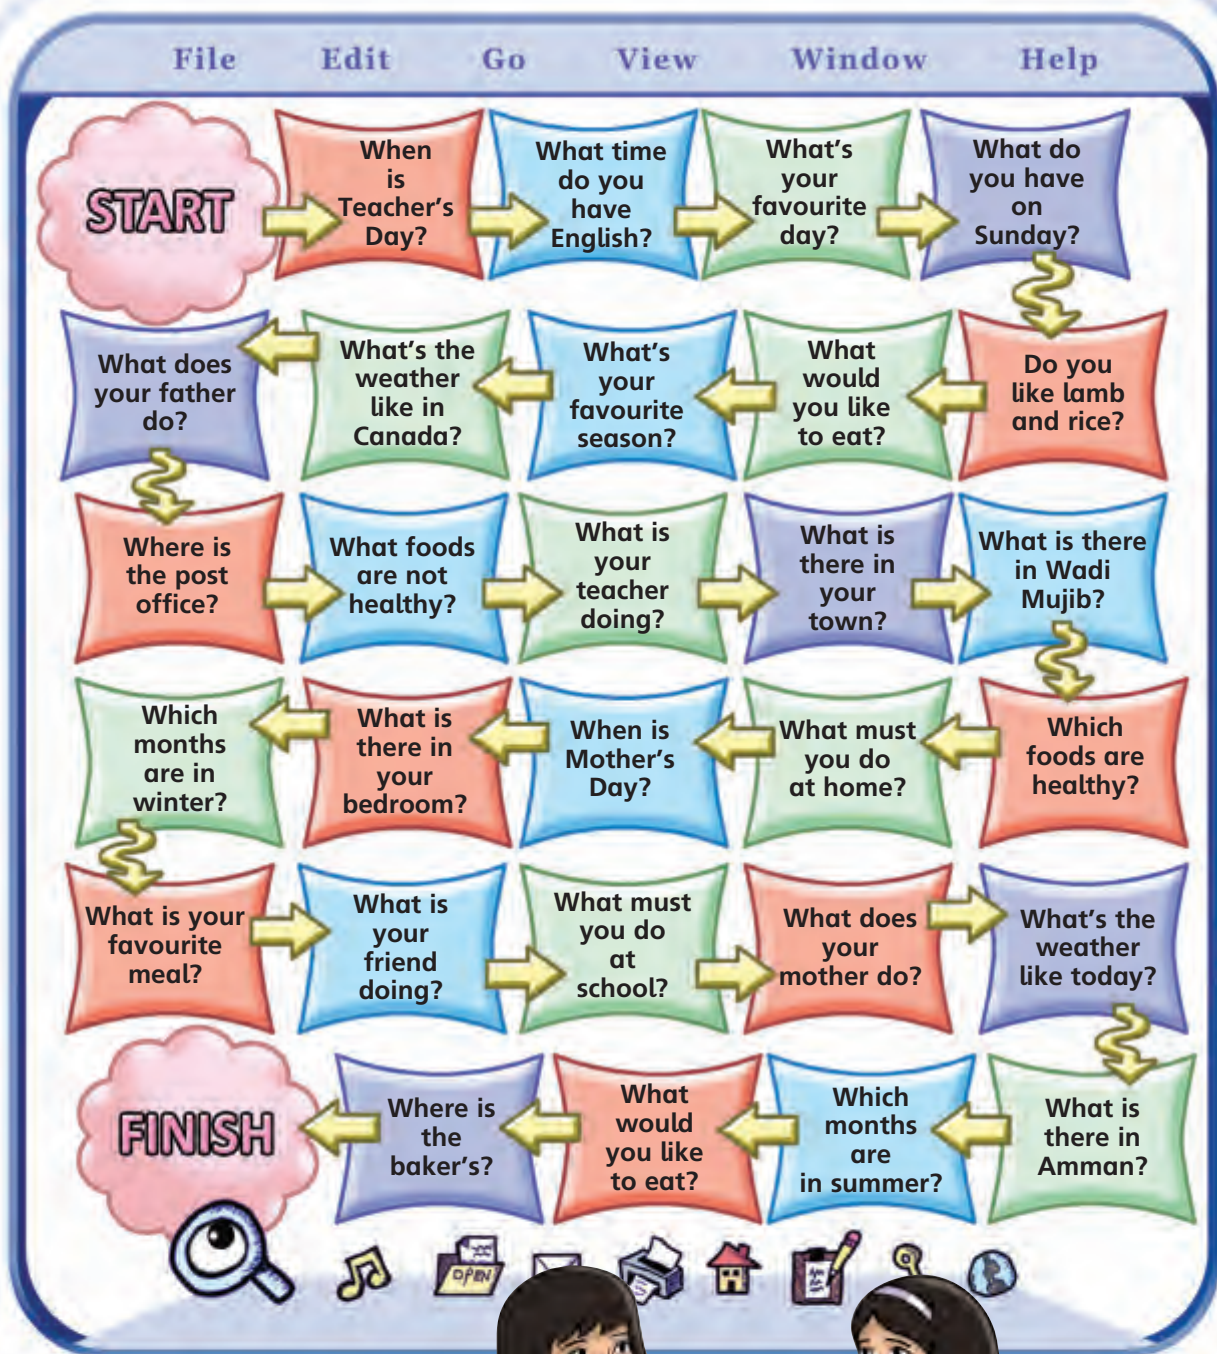 File Edit Go View Window Help
START
When
is
Teacher's
Day?
What time
do you
have
English?
What's
your
favourite
day?
What do
you have
on
Sunday?
Do you
like lamb
and rice?
What
would
you like
to eat?
What's
your
favourite
season?
What's the
weather
like in
Canada?
What does
your father
do?
Where is
the post
office?
What foods
are not
healthy?
What is
your
teacher
doing?
What is
there in
your
town?
What is there
in Wadi
Mujib?
Which
foods are
healthy?
What must
you do
at home?
When is
Mother's
Day?
What is
there in
your
bedroom?
Which
months
are in
winter?
What is your
favourite
meal?
What is
your
friend
doing?
What must
you do
at
school?
What does
your
mother do?
What's the
weather
like today?
What is
there in
Amman?
Which
months
are
in summer?
What
would
you like
to eat?
Where is
the
baker's?
FINISH
OPEN